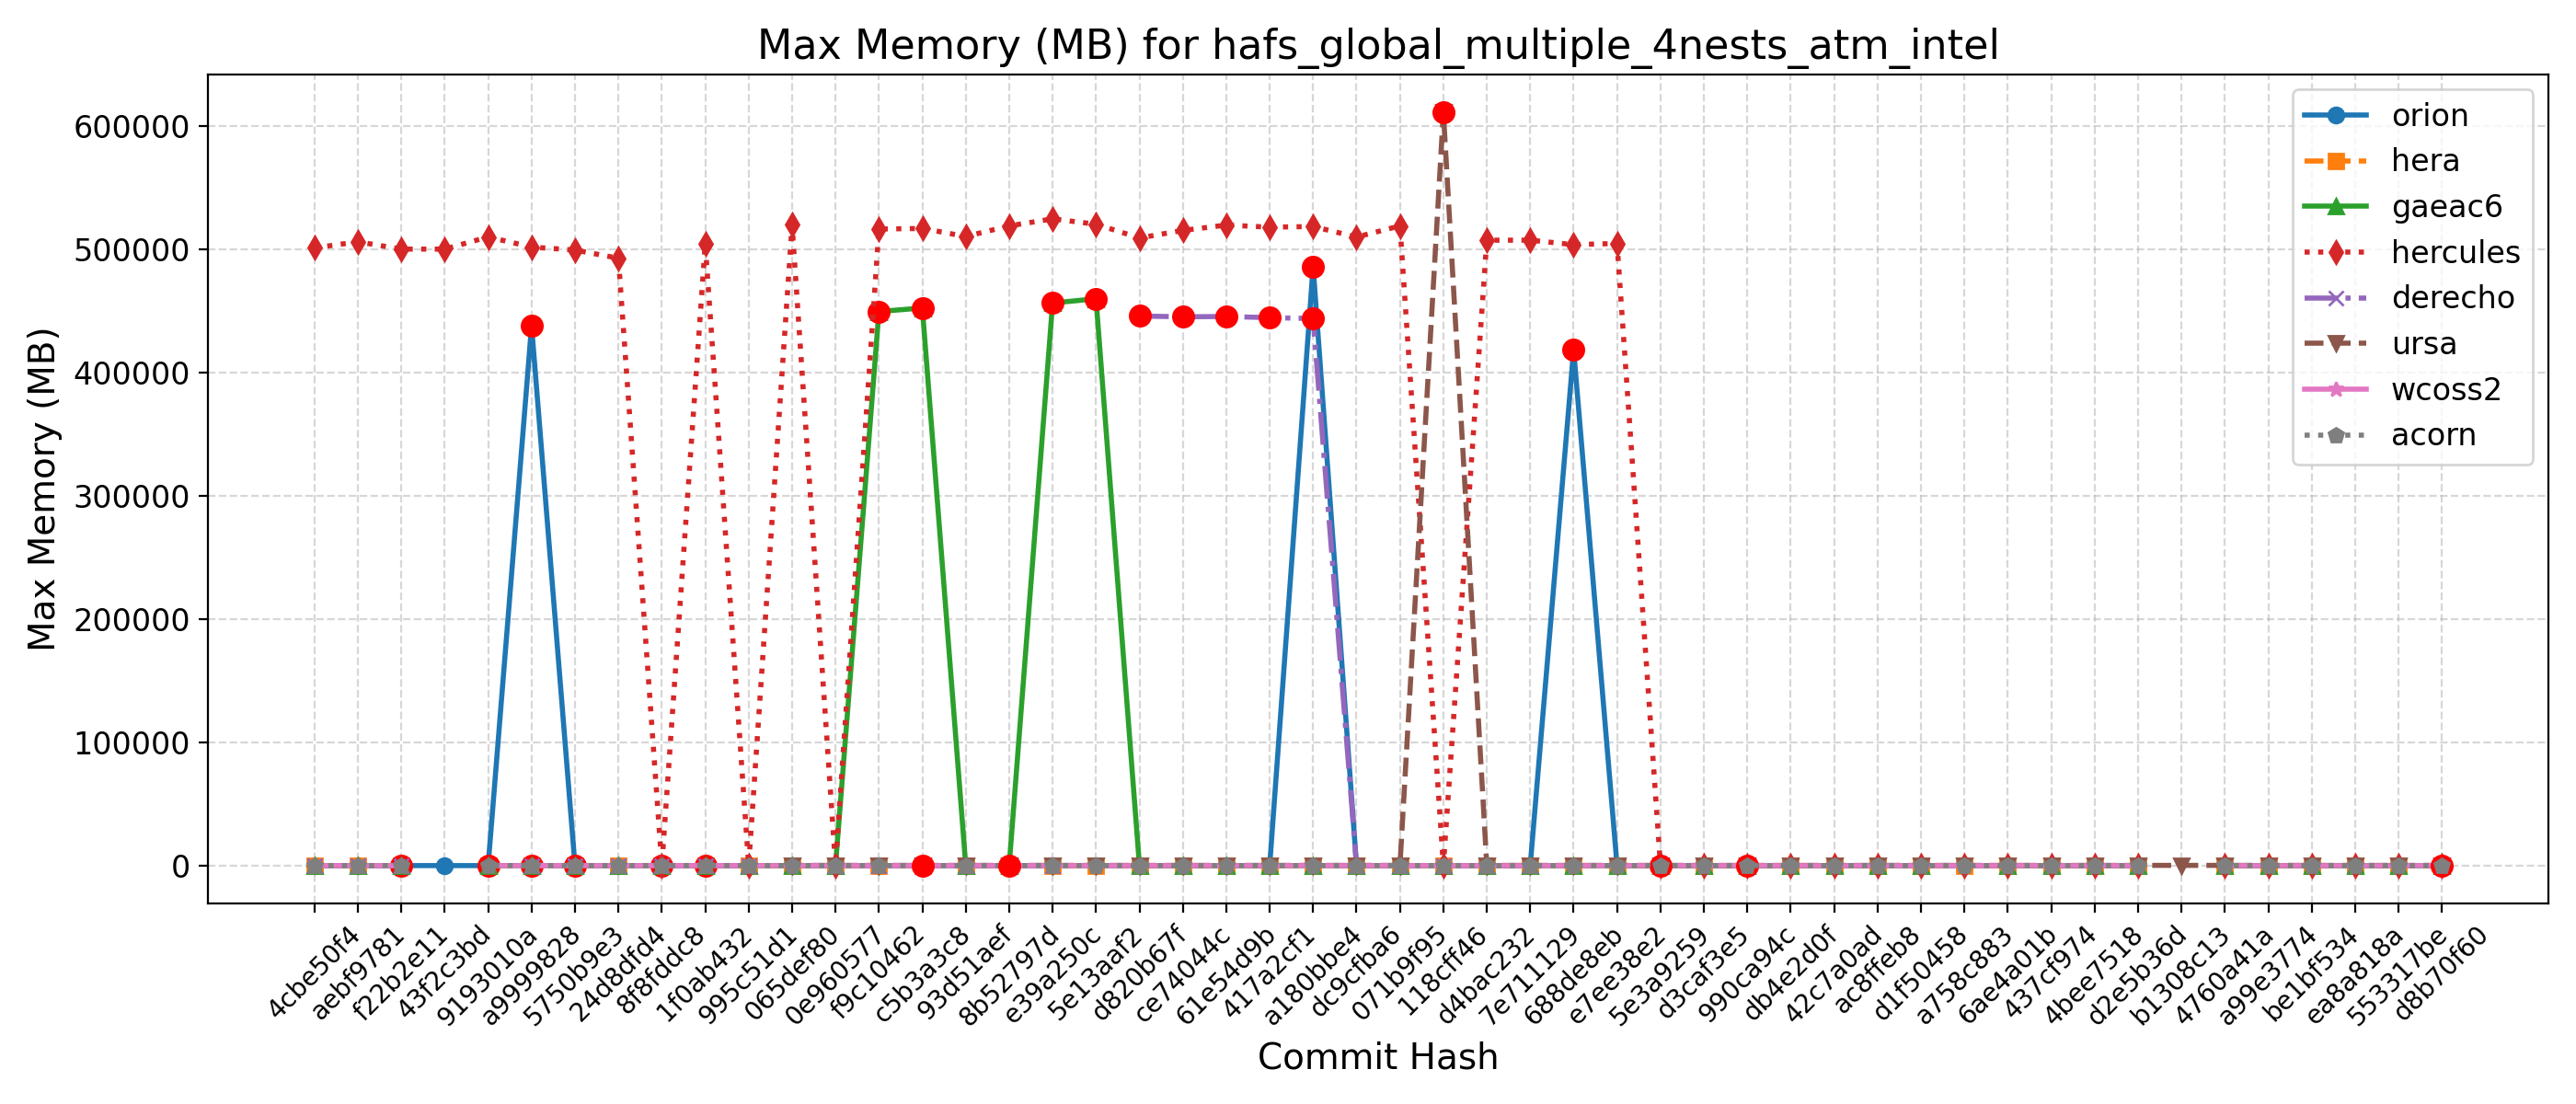 Max Memory (MB) for hafs_global_multiple_4nests_atm_intel
Max Memory (MB)
600000
500000
400000
300000
200000
100000
0
orion
hera
gaeac6
hercules
derecho
ursa
wcoss2
acorn
4cbe50f4
aebf9781
f22b2e11
43f2c3bd
9193010a
a9999828
5750b9e3
24d8dfd4
8f8fddc8
1f0ab432
995c51d1
065def80
0e960577
f9c10462
c5b3a3c8
93d51aef
8b52797d
e39a250c
5e13aaf2
d820b67f
ce74044c
61e54d9b
417a2cf1
a180bbe4
dc9cfba6
071b9f95
118cff46
d4bac232
7e711129
688de8eb
e7ee38e2
5e3a9259
d3caf3e5
990ca94c
db4e2d0f
42c7a0ad
ac8ffeb8
d1f50458
a758c883
6ae4a01b
437cf974
4bee7518
d2e5b36d
b1308c13
4760a41a
a99e3774
be1bf534
ea8a818a
553317be
d8b70f60
Commit Hash